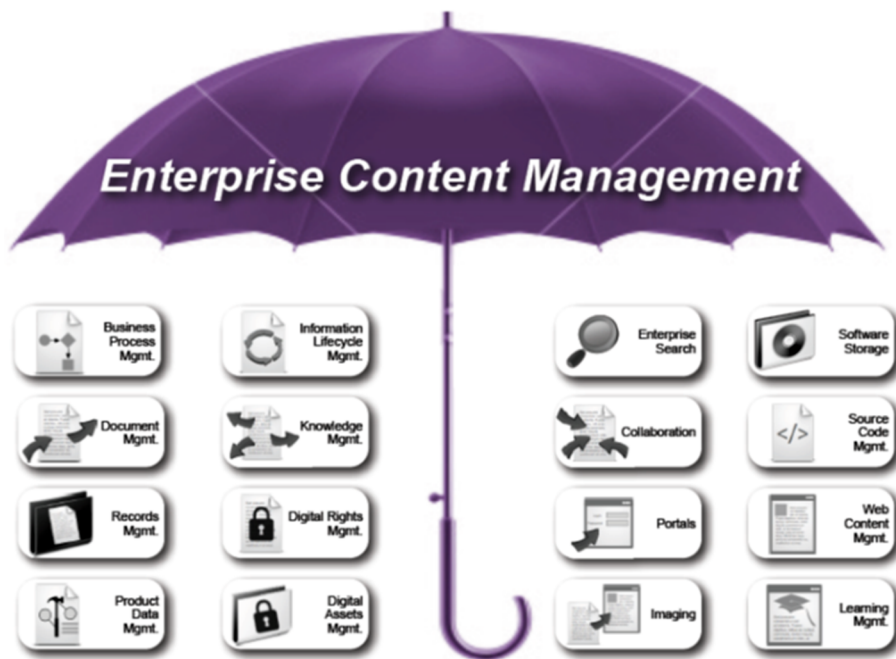 Enterprise Content Management
Business
Process
Mgmt.
Information
Lifecycle
Mgmt.
Enterprise
Search
Software
Storage
Document
Mgmt.
Knowledge
Mgmt.
Collaboration
Source
Code
Mgmt.
</>
Records
Mgmt.
Digital Rights
Mgmt.
Portals
Web
Content
Mgmt.
Product
Data
Mgmt.
Digital
Assets
Mgmt.
Imaging
Learning
Mgmt.